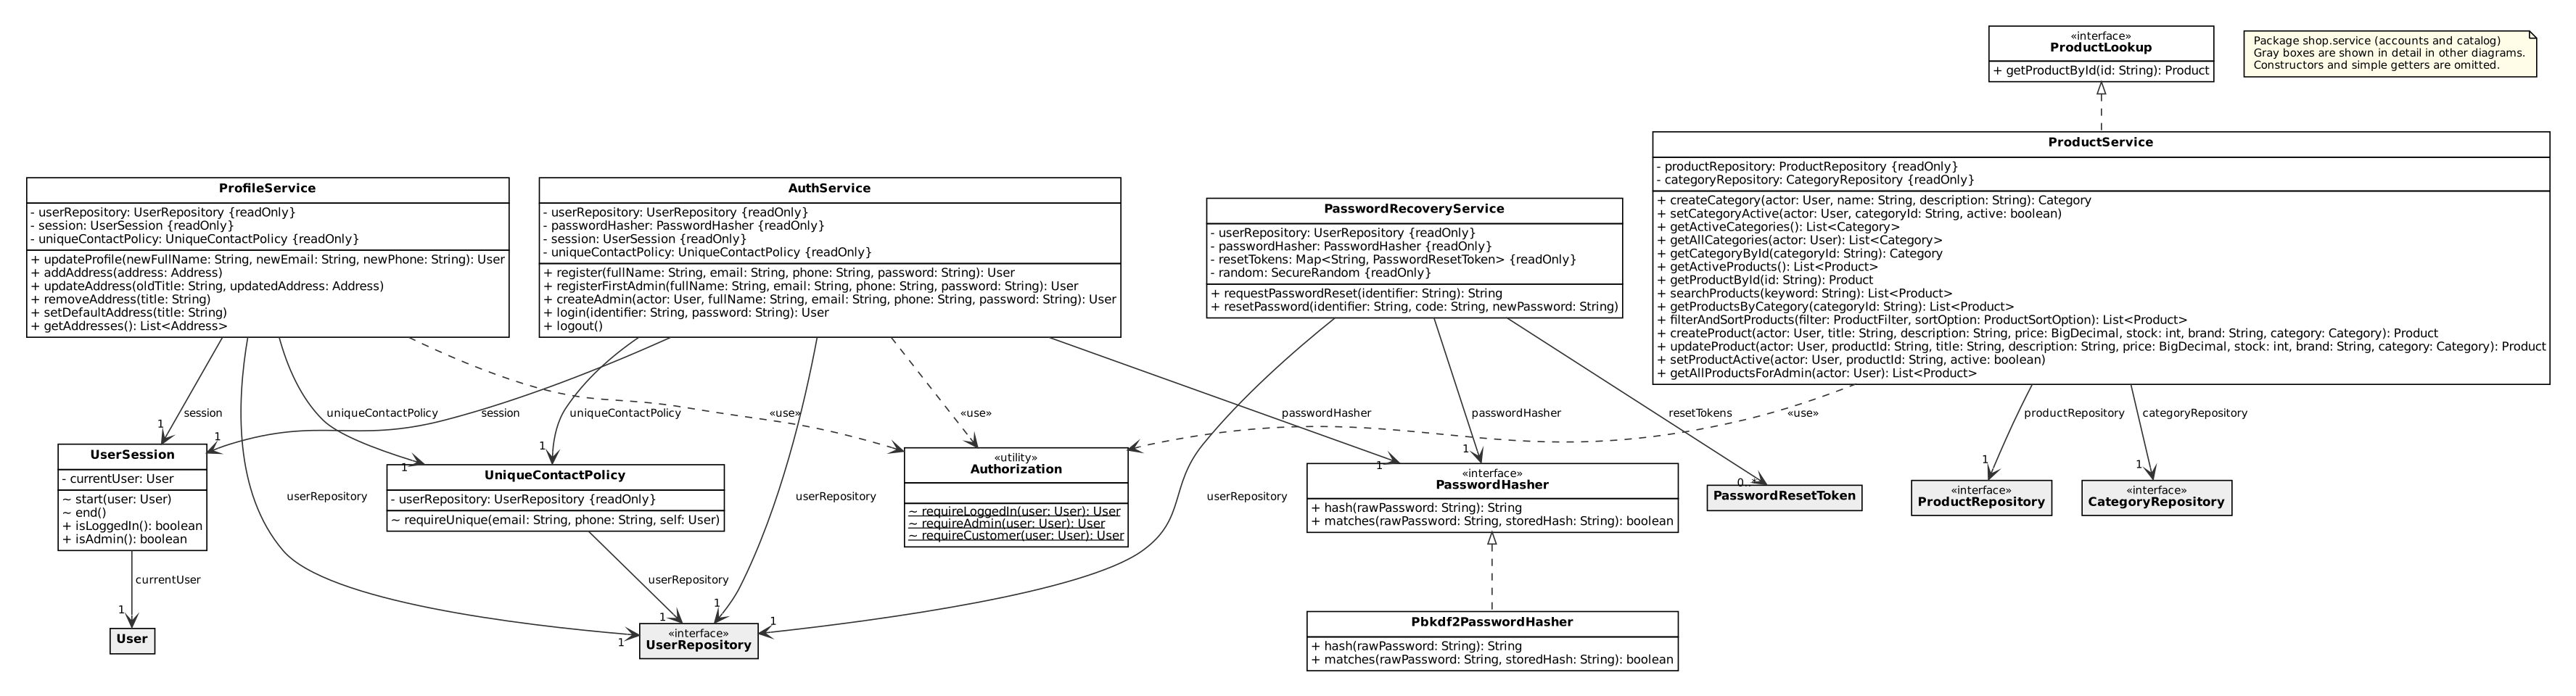 «interface»
ProductLookup
+ getProductById(id: String): Product
Package shop.service (accounts and catalog)
Gray boxes are shown in detail in other diagrams.
Constructors and simple getters are omitted.
ProductService
- productRepository: ProductRepository {readOnly}
- categoryRepository: CategoryRepository {readOnly}
+ createCategory(actor: User, name: String, description: String): Category
+ setCategoryActive(actor: User, categoryId: String, active: boolean)
+ getActiveCategories(): List<Category>
+ getAllCategories(actor: User): List<Category>
+ getCategoryById(categoryId: String): Category
+ getActiveProducts(): List<Product>
+ getProductById(id: String): Product
+ searchProducts(keyword: String): List<Product>
+ getProductsByCategory(categoryId: String): List<Product>
+ filterAndSortProducts(filter: ProductFilter, sortOption: ProductSortOption): List<Product>
+ createProduct(actor: User, title: String, description: String, price: BigDecimal, stock: int, brand: String, category: Category): Product
+ updateProduct(actor: User, productId: String, title: String, description: String, price: BigDecimal, stock: int, brand: String, category: Category): Product
+ setProductActive(actor: User, productId: String, active: boolean)
+ getAllProductsForAdmin(actor: User): List<Product>
ProfileService
- userRepository: UserRepository {readOnly}
- session: UserSession {readOnly}
- uniqueContactPolicy: UniqueContactPolicy {readOnly}
+ updateProfile(newFullName: String, newEmail: String, newPhone: String): User
+ addAddress(address: Address)
+ updateAddress(oldTitle: String, updatedAddress: Address)
+ removeAddress(title: String)
+ setDefaultAddress(title: String)
+ getAddresses(): List<Address>
AuthService
- userRepository: UserRepository {readOnly}
- passwordHasher: PasswordHasher {readOnly}
- session: UserSession {readOnly}
- uniqueContactPolicy: UniqueContactPolicy {readOnly}
+ register(fullName: String, email: String, phone: String, password: String): User
+ registerFirstAdmin(fullName: String, email: String, phone: String, password: String): User
+ createAdmin(actor: User, fullName: String, email: String, phone: String, password: String): User
+ login(identifier: String, password: String): User
+ logout()
PasswordRecoveryService
- userRepository: UserRepository {readOnly}
- passwordHasher: PasswordHasher {readOnly}
- resetTokens: Map<String, PasswordResetToken> {readOnly}
- random: SecureRandom {readOnly}
+ requestPasswordReset(identifier: String): String
+ resetPassword(identifier: String, code: String, newPassword: String)
session
uniqueContactPolicy
session
uniqueContactPolicy
«use»
«use»
passwordHasher
passwordHasher
resetTokens
«use»
productRepository
categoryRepository
1
1
1
1
1
1
0..*
1
1
UserSession
- currentUser: User
~ start(user: User)
~ end()
+ isLoggedIn(): boolean
+ isAdmin(): boolean
UniqueContactPolicy
- userRepository: UserRepository {readOnly}
~ requireUnique(email: String, phone: String, self: User)
«utility»
Authorization
~ requireLoggedIn(user: User): User
~ requireAdmin(user: User): User
~ requireCustomer(user: User): User
«interface»
PasswordHasher
+ hash(rawPassword: String): String
+ matches(rawPassword: String, storedHash: String): boolean
PasswordResetToken
«interface»
ProductRepository
«interface»
CategoryRepository
userRepository
userRepository
userRepository
currentUser
userRepository
1
1
1
1
1
User
«interface»
UserRepository
Pbkdf2PasswordHasher
+ hash(rawPassword: String): String
+ matches(rawPassword: String, storedHash: String): boolean